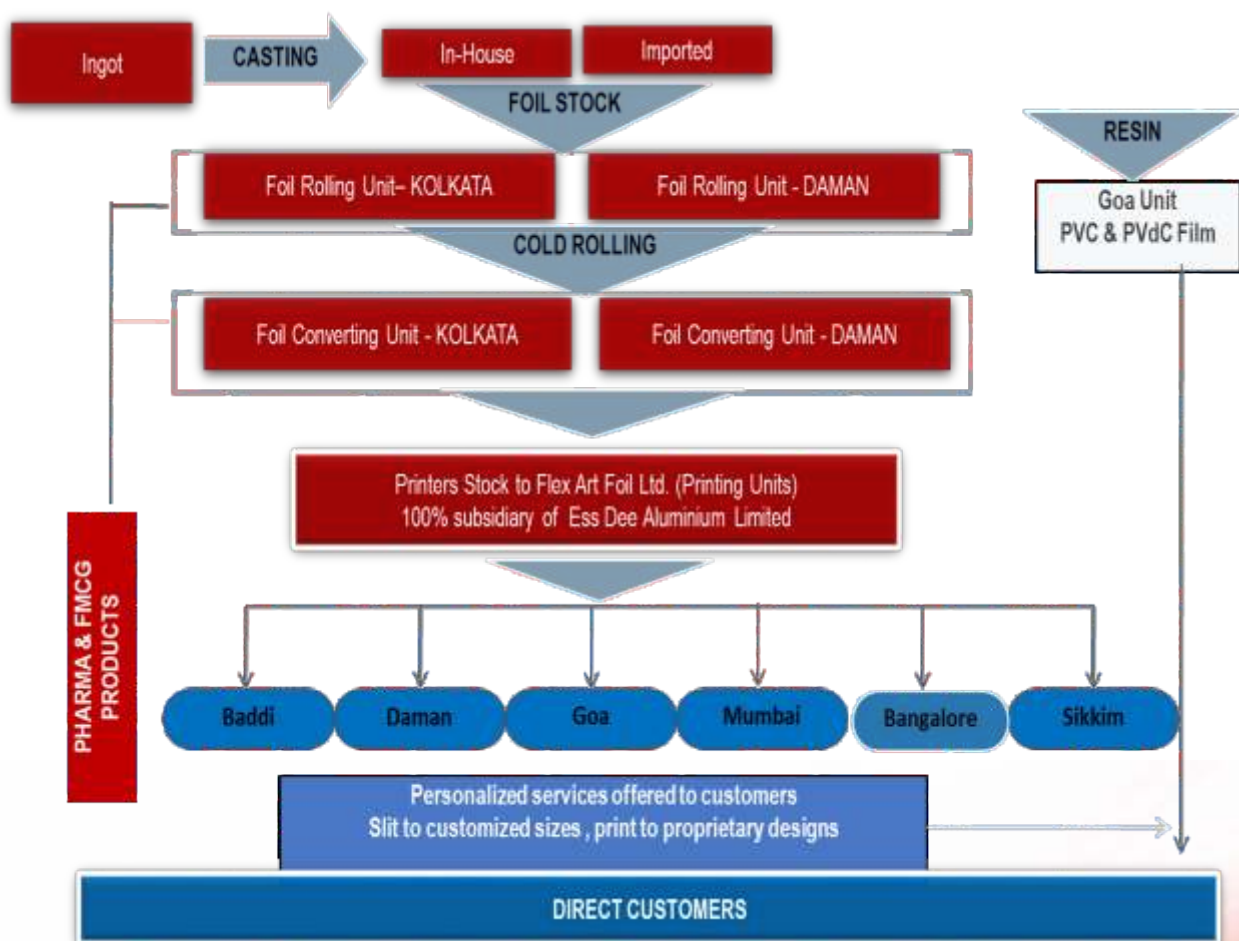 Ingot
CASTING
In-House
Imported
FOIL STOCK
RESIN
Foil Rolling Unit– KOLKATA
Foil Rolling Unit - DAMAN
Goa Unit
PVC & PVdC Film
COLD ROLLING
Foil Converting Unit - KOLKATA
Foil Converting Unit - DAMAN
Printers Stock to Flex Art Foil Ltd. (Printing Units)
100% subsidiary of Ess Dee Aluminium Limited
PHARMA & FMCG
PRODUCTS
Baddi
Daman
Goa
Mumbai
Bangalore
Sikkim
Personalized services offered to customers
Slit to customized sizes , print to proprietary designs
DIRECT CUSTOMERS